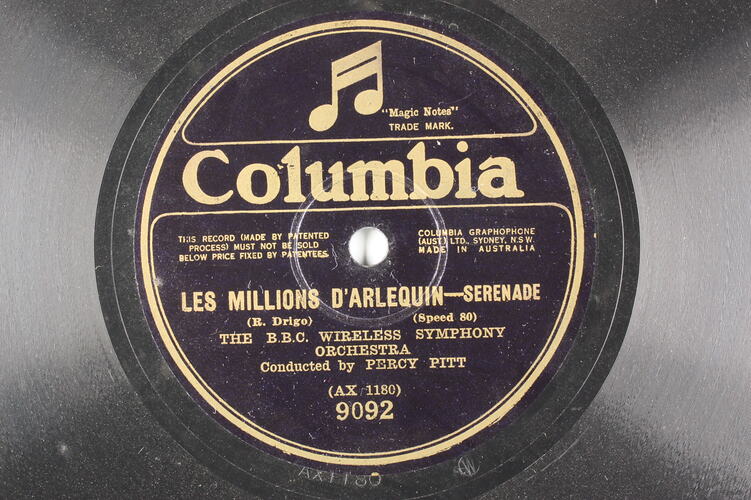 "Magic Notes"
TRADE MARK.
Columbia
THIS RECORD (MADE BY PATENTED
PROCESS) MUST NOT BE SOLD
BELOW PRICE FIXED BY PATENTEES.
COLUMBIA GRAPHOPHONE
(AUST) LTD. SYDNEY, N.S.W.
MADE IN AUSTRALIA
LES MILLIONS D'ARLEQUIN—SERENADE
(R. Drigo) (Speed 80)
THE B.B.C. WIRELESS SYMPHONY
ORCHESTRA
Conducted by PERCY PITT
(AX 1180)
9092
AX1180